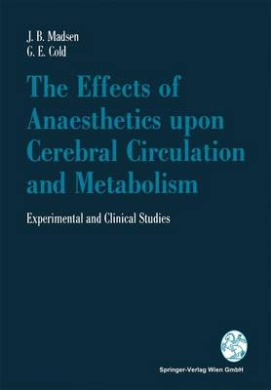 J. B. Madsen
G. E. Cold
The Effects of
Anaesthetics upon
Cerebral Circulation
and Metabolism
Experimental and Clinical Studies
Springer-Verlag Wien GmbH